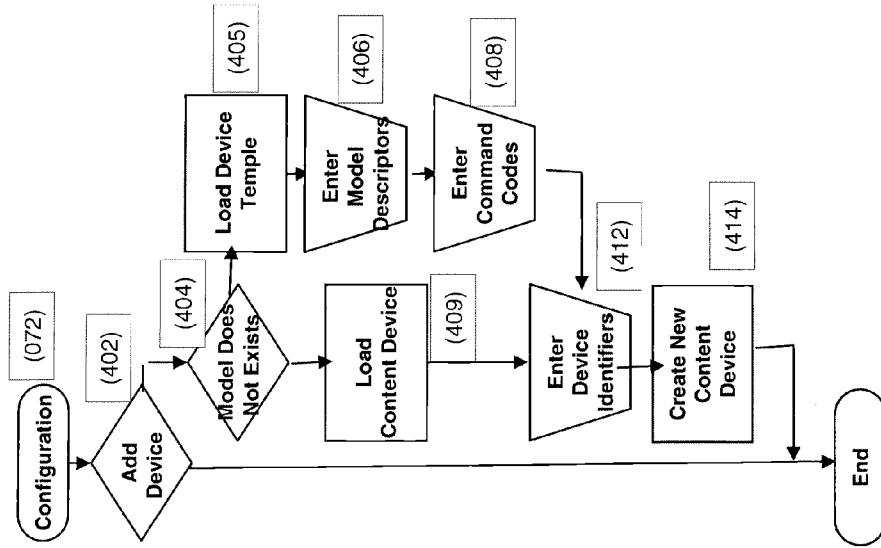 Configuration
(072)
Add
Device
(402)
Model Does
Not Exists
(404)
Load Device
Temple
(405)
Enter
Model
Descriptors
(406)
Enter
Command
Codes
(408)
Load
Content Device
(409)
Enter
Device
Identifiers
(412)
Create New
Content
Device
(414)
End